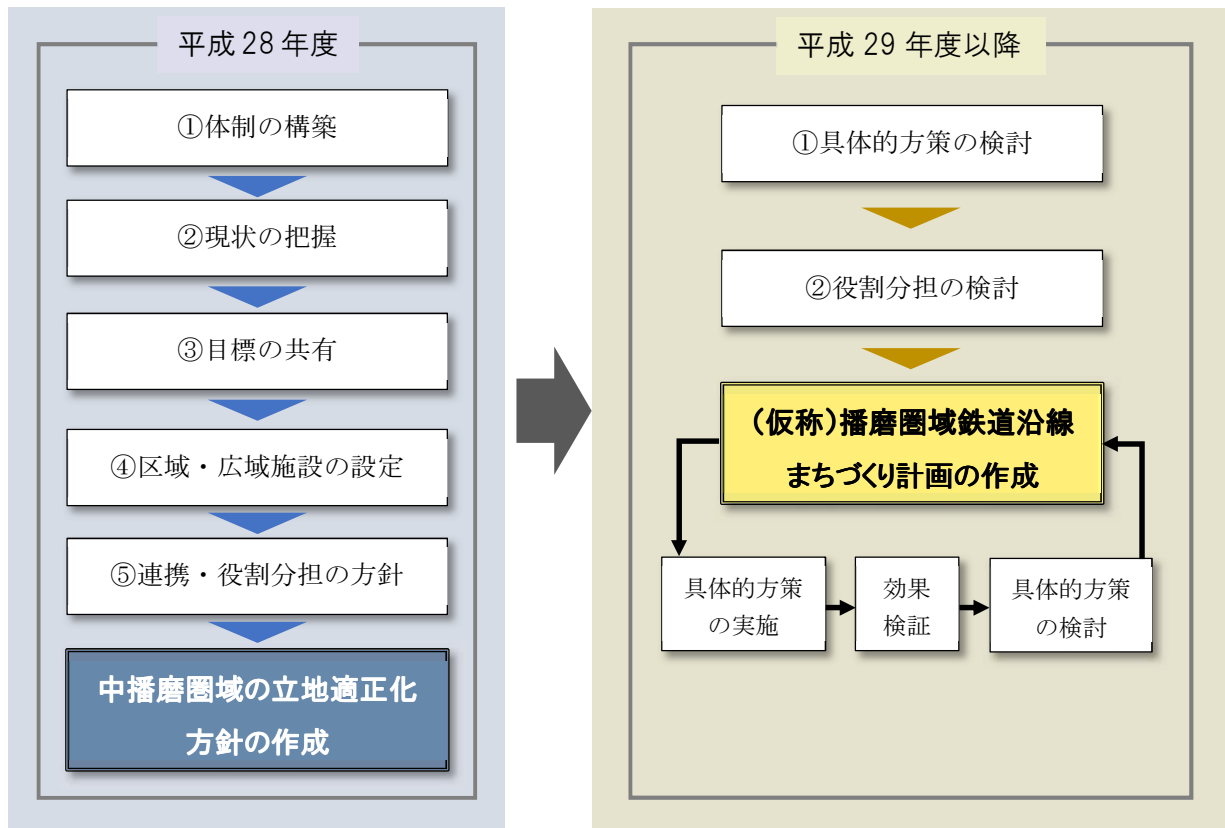 平成28年度
①体制の構築
②現状の把握
③目標の共有
④区域・広域施設の設定
⑤連携・役割分担の方針
中播磨圏域の立地適正化
方針の作成
平成 29 年度以降
①具体的方策の検討
②役割分担の検討
（仮称）播磨圏域鉄道沿線
まちづくり計画の作成
具体的方策
の実施
効果
検証
具体的方策
の検討